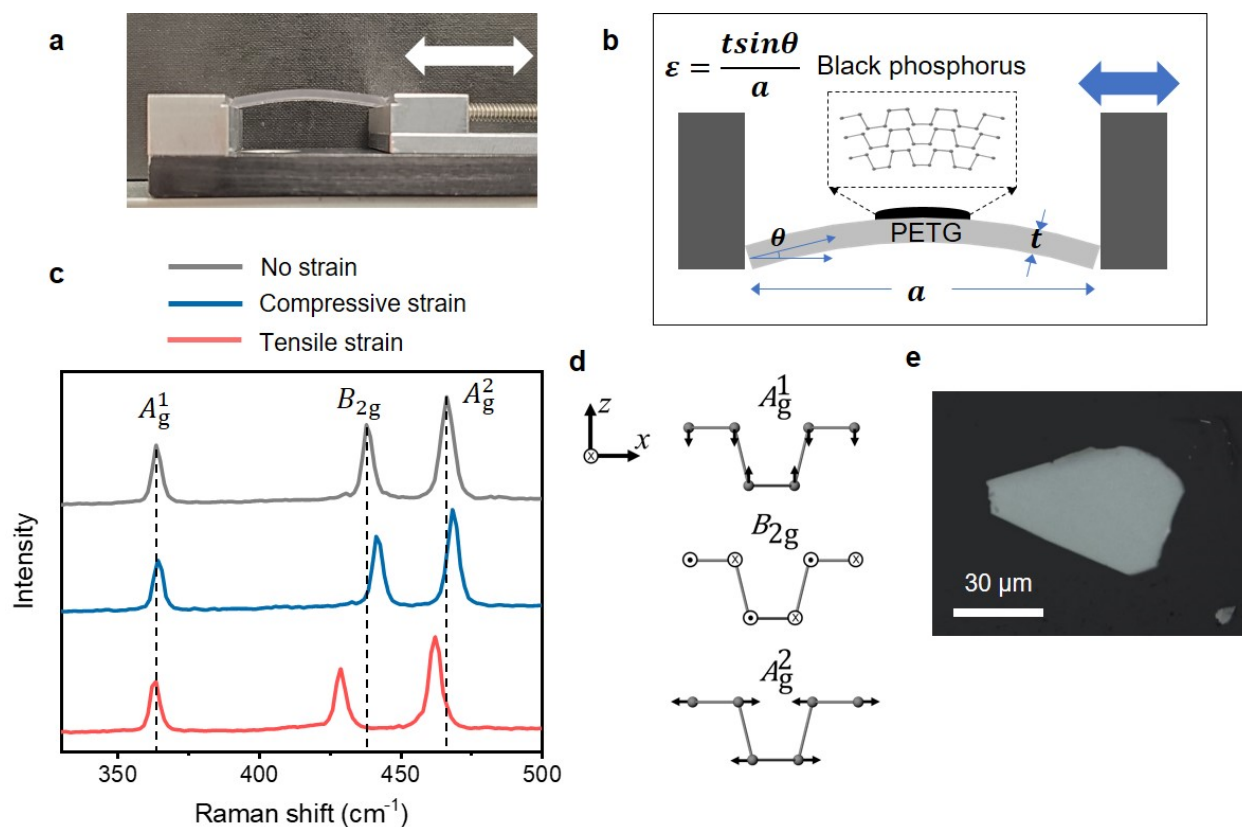 a
b
ε = tsinθ / a
Black phosphorus
PETG
θ
t
a
c
No strain
Compressive strain
Tensile strain
A¹g
B2g
A²g
Intensity
350
400
450
500
Raman shift (cm⁻¹)
d
z
x
A¹g
B2g
A²g
e
30 µm